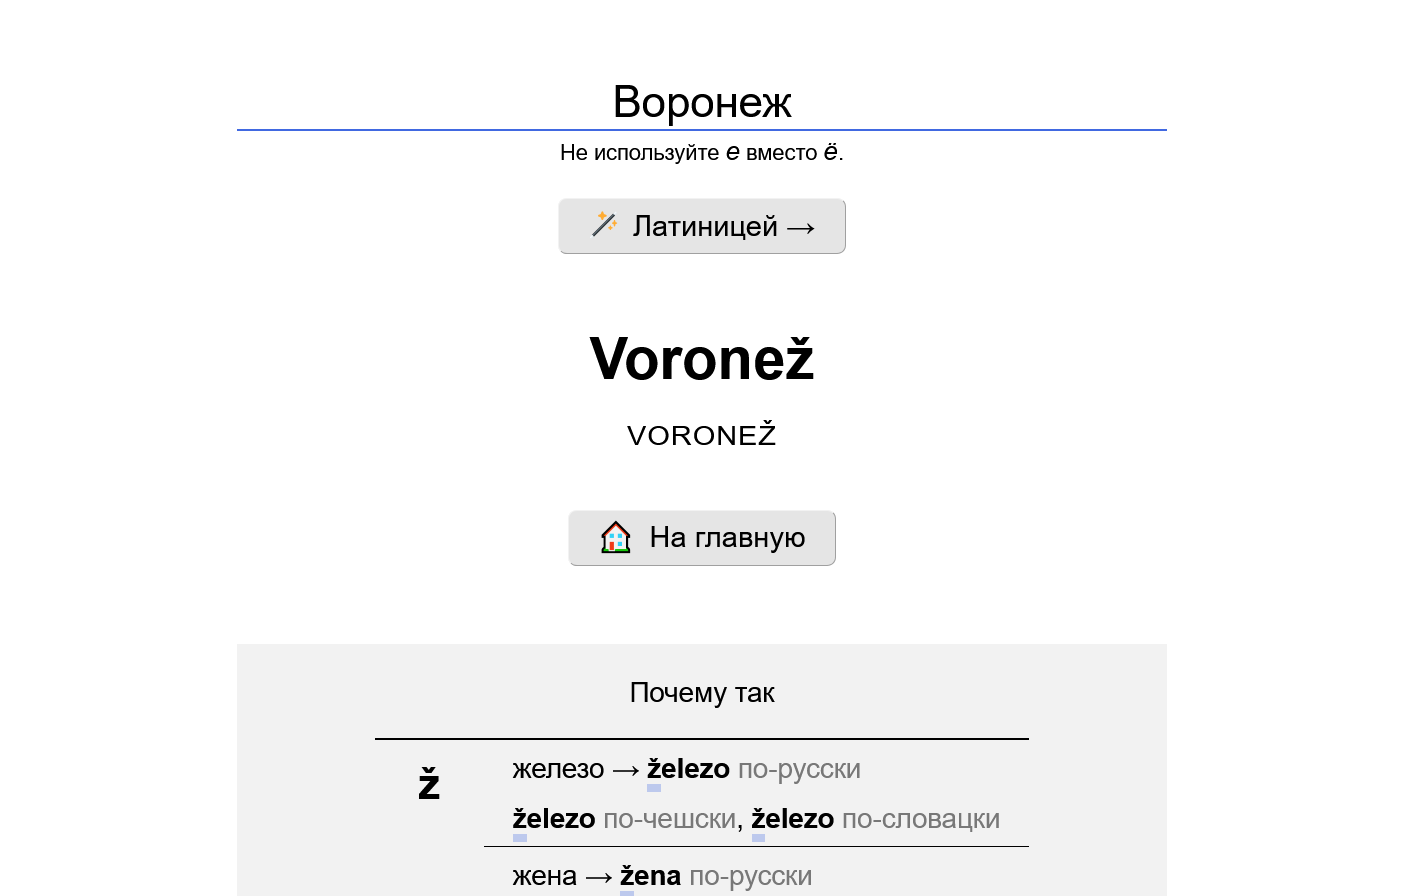 Воронеж
Не используйте е вместо ё.
Латиницей →
Voronež
VORONEŽ
На главную
Почему так
ž
железо → železo по-русски
železo по-чешски, železo по-словацки
жена → žena по-русски